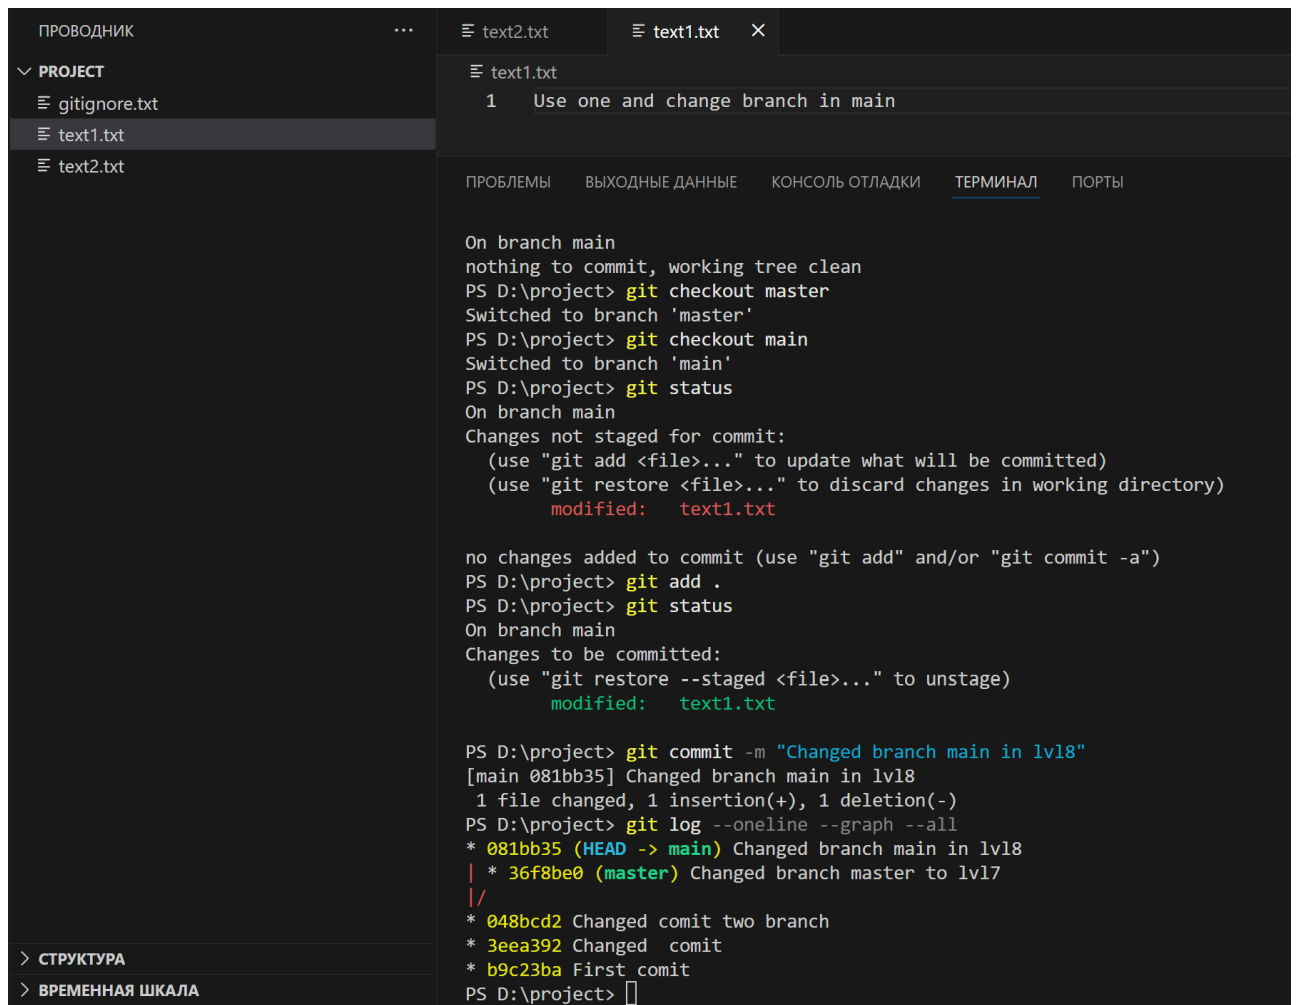 ПРОВОДНИК ...
PROJECT
gitignore.txt
text1.txt
text2.txt
СТРУКТУРА
ВРЕМЕННАЯ ШКАЛА
text2.txt text1.txt
text1.txt
1 Use one and change branch in main
ПРОБЛЕМЫ ВЫХОДНЫЕ ДАННЫЕ КОНСОЛЬ ОТЛАДКИ ТЕРМИНАЛ ПОРТЫ
On branch main
nothing to commit, working tree clean
PS D:\project> git checkout master
Switched to branch 'master'
PS D:\project> git checkout main
Switched to branch 'main'
PS D:\project> git status
On branch main
Changes not staged for commit:
  (use "git add <file>..." to update what will be committed)
  (use "git restore <file>..." to discard changes in working directory)
        modified:   text1.txt
no changes added to commit (use "git add" and/or "git commit -a")
PS D:\project> git add .
PS D:\project> git status
On branch main
Changes to be committed:
  (use "git restore --staged <file>..." to unstage)
        modified:   text1.txt
PS D:\project> git commit -m "Changed branch main in lvl8"
[main 081bb35] Changed branch main in lvl8
 1 file changed, 1 insertion(+), 1 deletion(-)
PS D:\project> git log --oneline --graph --all
* 081bb35 (HEAD -> main) Changed branch main in lvl8
| * 36f8be0 (master) Changed branch master to lvl7
|/
* 048bcd2 Changed comit two branch
* 3eea392 Changed  comit
* b9c23ba First comit
PS D:\project>